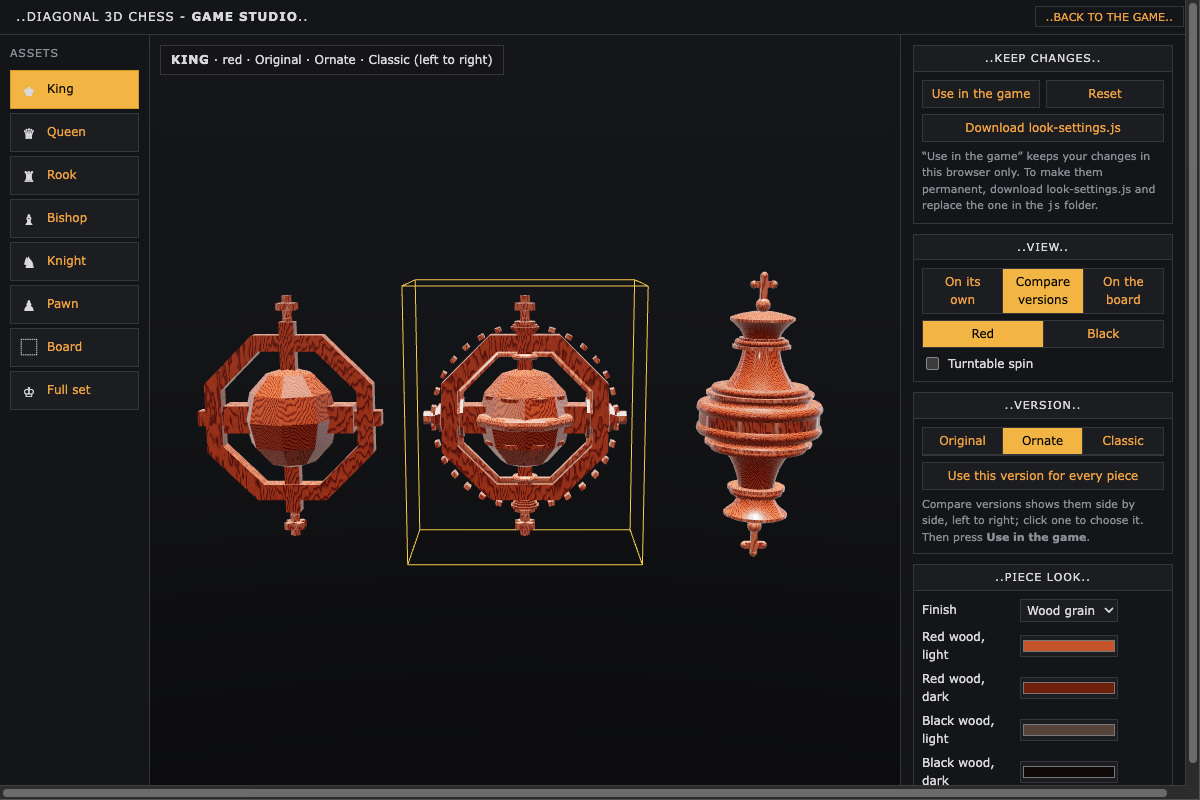 ..DIAGONAL 3D CHESS - GAME STUDIO..
..BACK TO THE GAME..
ASSETS
King
Queen
Rook
Bishop
Knight
Pawn
Board
Full set
KING · red · Original · Ornate · Classic (left to right)
..KEEP CHANGES..
Use in the game
Reset
Download look-settings.js
“Use in the game” keeps your changes in
this browser only. To make them
permanent, download look-settings.js and
replace the one in the js folder.
..VIEW..
On its
own
Compare
versions
On the
board
Red
Black
Turntable spin
..VERSION..
Original
Ornate
Classic
Use this version for every piece
Compare versions shows them side by
side, left to right; click one to choose it.
Then press Use in the game.
..PIECE LOOK..
Finish
Wood grain
Red wood,
light
Red wood,
dark
Black wood,
light
Black wood,
dark